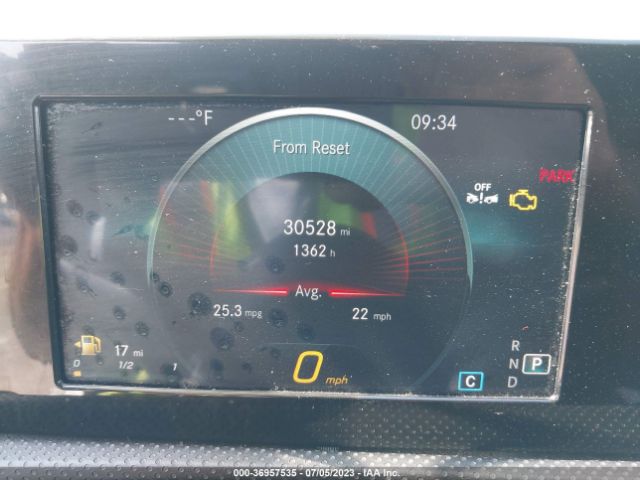 ---°F
09:34
From Reset
PARK
OFF
30528 mi
1362 h
Avg.
25.3 mpg
22 mph
17 mi
0 1/2 1
0 mph
C
R
N P
D
000-36957535 - 07/05/2023 - IAA Inc.